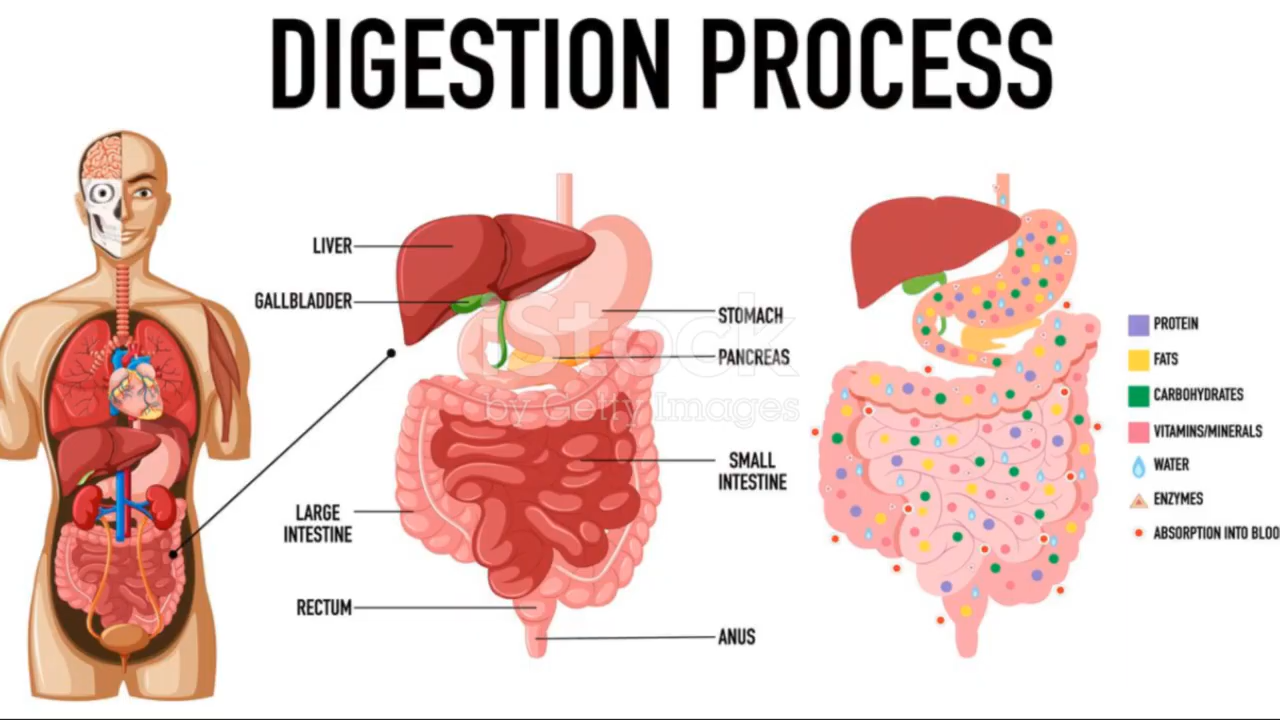 DIGESTION PROCESS
LIVER
GALLBLADDER
STOMACH
PANCREAS
SMALL
INTESTINE
LARGE
INTESTINE
RECTUM
ANUS
iStock
by Getty Images
PROTEIN
FATS
CARBOHYDRATES
VITAMINS/MINERALS
WATER
ENZYMES
ABSORPTION INTO BLOO